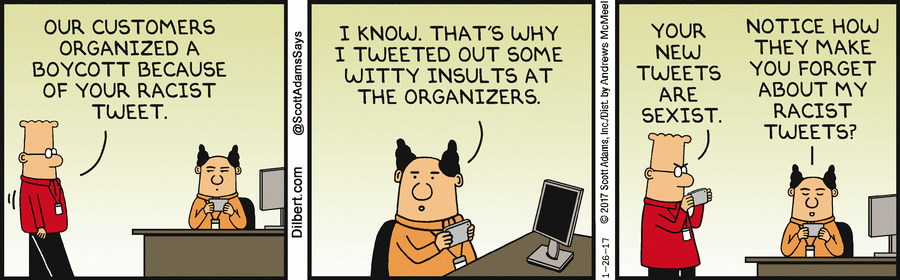 OUR CUSTOMERS
ORGANIZED A
BOYCOTT BECAUSE
OF YOUR RACIST
TWEET.
Dilbert.com @ScottAdamsSays
I KNOW. THAT'S WHY
I TWEETED OUT SOME
WITTY INSULTS AT
THE ORGANIZERS.
1-26-17 © 2017 Scott Adams, Inc./Dist. by Andrews McMeel
YOUR
NEW
TWEETS
ARE
SEXIST.
NOTICE HOW
THEY MAKE
YOU FORGET
ABOUT MY
RACIST
TWEETS?